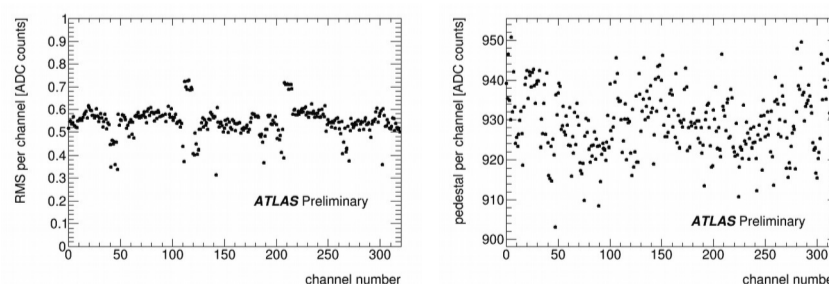 RMS per channel [ADC counts]
1
0.9
0.8
0.7
0.6
0.5
0.4
0.3
0.2
0.1
0
0 50 100 150 200 250 300
channel number
ATLAS Preliminary
pedestal per channel [ADC counts]
950
940
930
920
910
900
0 50 100 150 200 250 300
channel number
ATLAS Preliminary